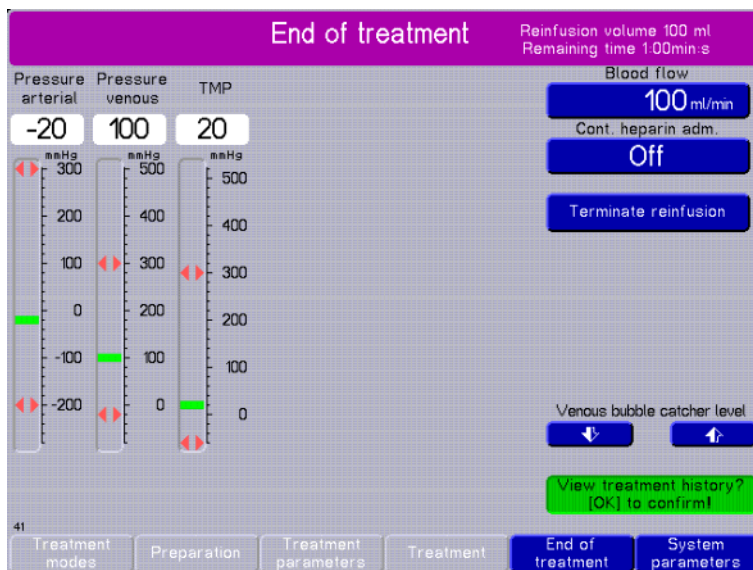 End of treatment
Reinfusion volume 100 ml
Remaining time 1:00min:s
Pressure arterial
Pressure venous
TMP
-20
100
20
mmHg
mmHg
mmHg
300
200
100
0
-100
-200
500
400
300
200
100
0
500
400
300
200
100
0
Blood flow
100 ml/min
Cont. heparin adm.
Off
Terminate reinfusion
Venous bubble catcher level
View treatment history?
[OK] to confirm!
41
Treatment modes
Preparation
Treatment parameters
Treatment
End of treatment
System parameters